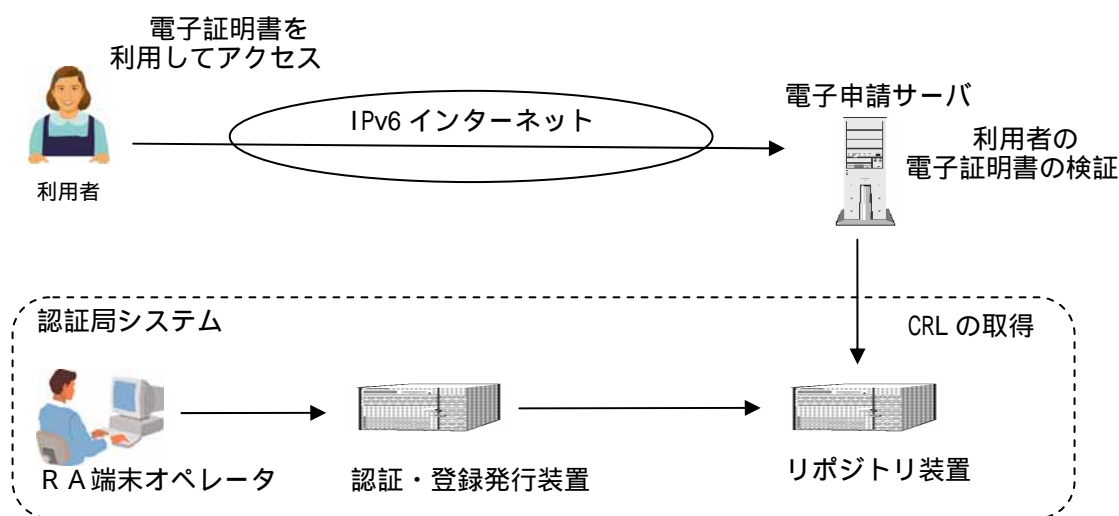 電子証明書を
利用してアクセス
利用者
IPv6 インターネット
電子申請サーバ
利用者の
電子証明書の検証
認証局システム
CRL の取得
RA端末オペレータ
認証・登録発行装置
リポジトリ装置